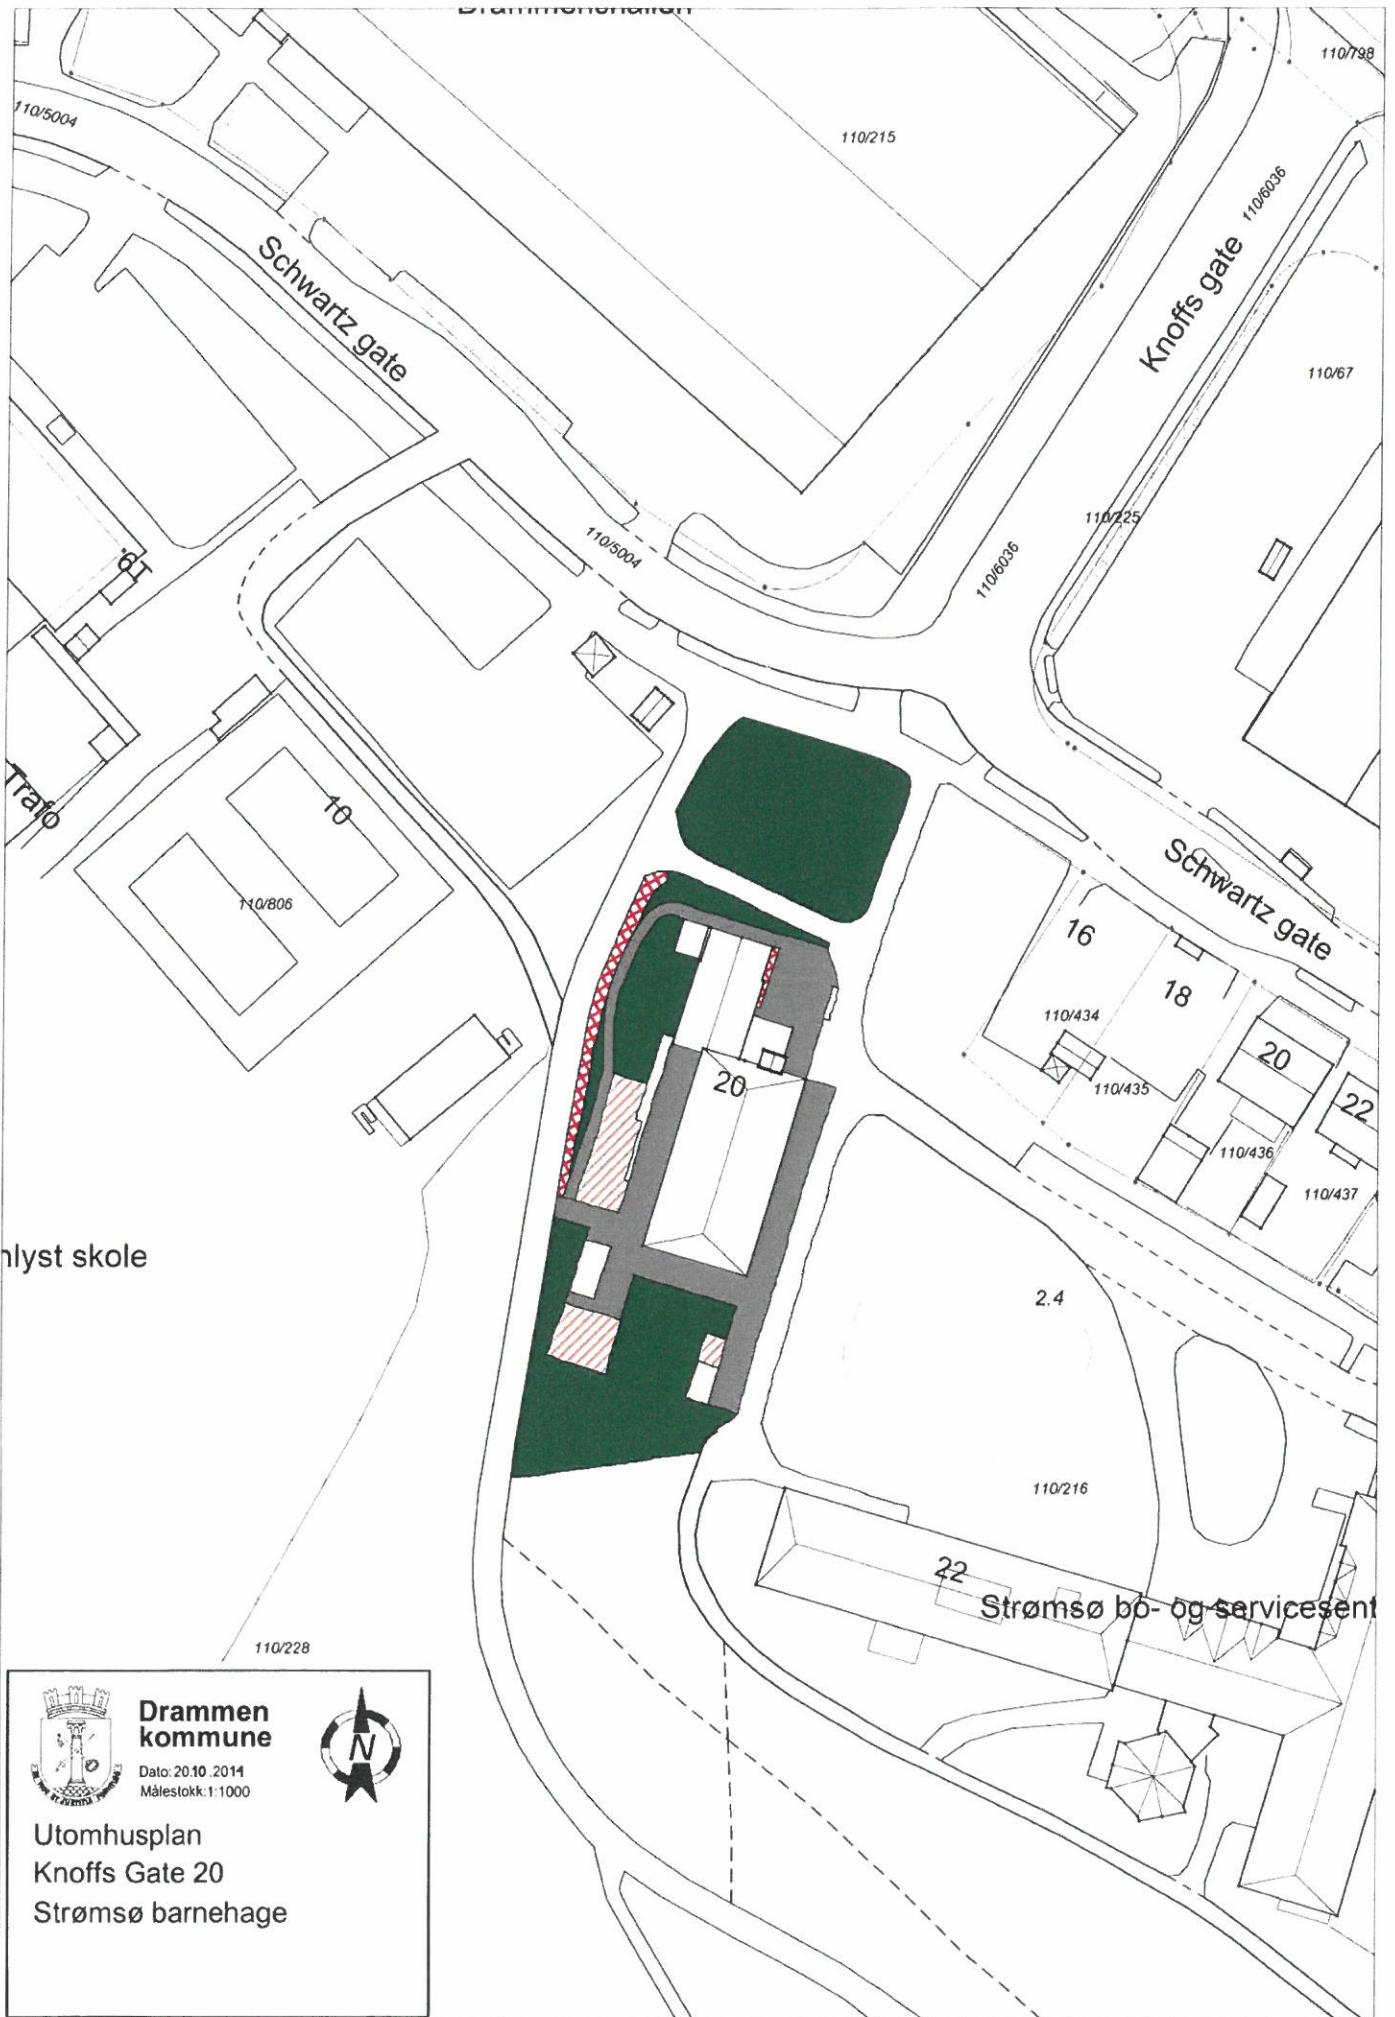 110/798
110/5004
110/215
110/6036
Schwartz gate
Knoffs gate
110/67
110/225
110/5004
110/6036
Trafo
10
110/806
Schwartz gate
16
18
110/434
20
20
110/435
22
110/436
110/437
nlyst skole
2.4
110/216
22
Strømsø bo- og servicesent
110/228
Drammen
kommune
N
Dato: 20.10.2014
Målestokk:1:1000
Utomhusplan
Knoffs Gate 20
Strømsø barnehage